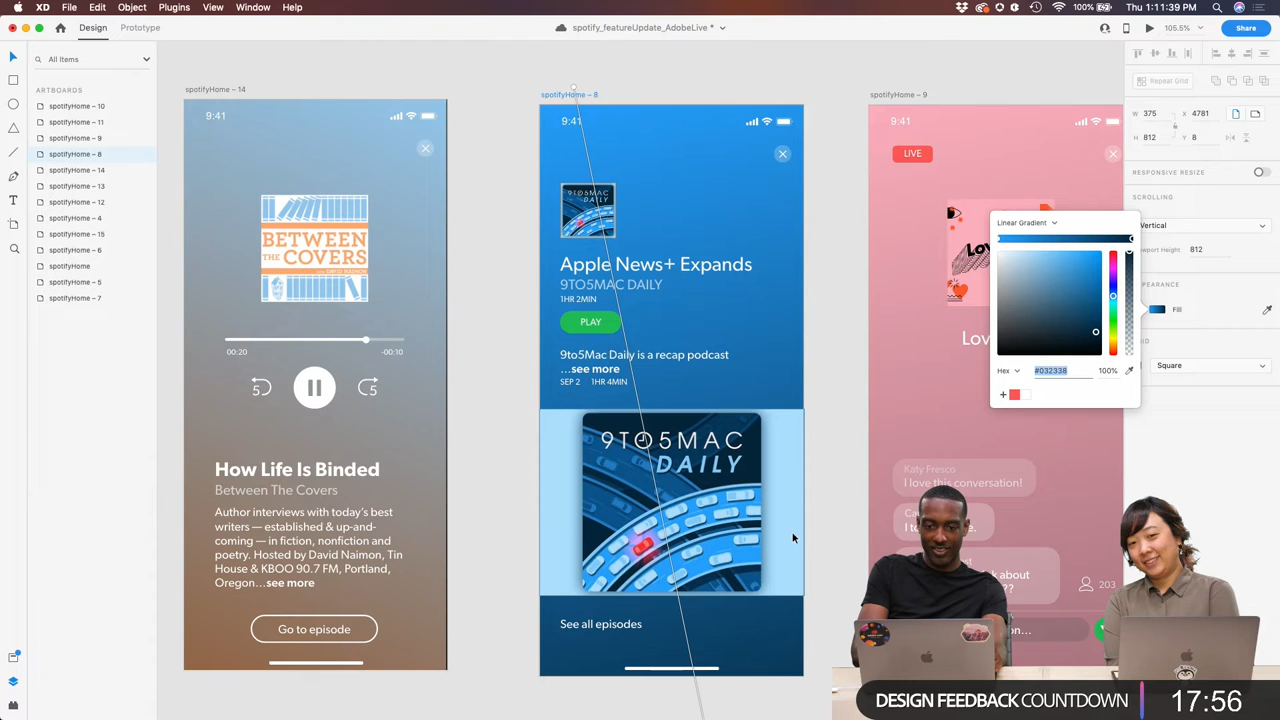 XD File Edit Object Plugins View Window Help
100% Thu 1:11:39 PM
Design Prototype
spotify_featureUpdate_AdobeLive *
105.5%
Share
All Items
ARTBOARDS
spotifyHome – 10
spotifyHome – 11
spotifyHome – 9
spotifyHome – 8
spotifyHome – 14
spotifyHome – 13
spotifyHome – 12
spotifyHome – 4
spotifyHome – 15
spotifyHome – 6
spotifyHome
spotifyHome – 5
spotifyHome – 7
spotifyHome – 14
9:41
BETWEEN
THE COVERS
00:20
-00:10
5
5
How Life Is Binded
Between The Covers
Author interviews with today's best
writers — established & up-and-
coming — in fiction, nonfiction and
poetry. Hosted by David Naimon, Tin
House & KBOO 90.7 FM, Portland,
Oregon...see more
Go to episode
spotifyHome – 8
9:41
9TO5MAC
DAILY
Apple News+ Expands
9TO5MAC DAILY
1HR 2MIN
PLAY
9to5Mac Daily is a recap podcast
...see more
SEP 2 1HR 4MIN
9TO5MAC
DAILY
See all episodes
spotifyHome – 9
9:41
LIVE
Lov
Katy Fresco
I love this conversation!
203
Repeat Grid
W 375 X 4781
H 812 Y 8
RESPONSIVE RESIZE
SCROLLING
Vertical
812
Fill
Square
Linear Gradient
Hex #032338 100%
DESIGN FEEDBACK COUNTDOWN 17:56